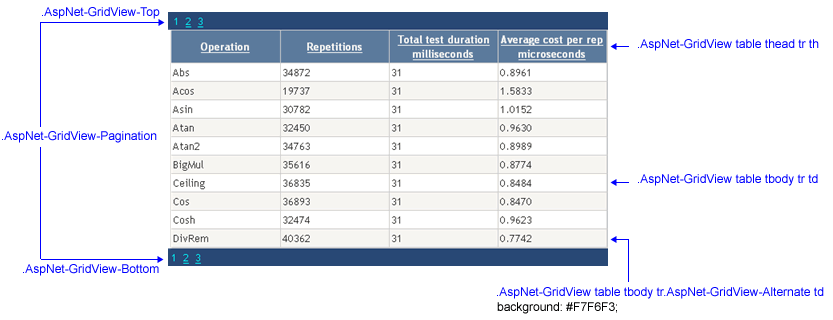 .AspNet-GridView-Top
1 2 3
Operation Repetitions Total test duration milliseconds Average cost per rep microseconds
.AspNet-GridView table thead tr th
Abs 34872 31 0.8961
Acos 19737 31 1.5833
Asin 30782 31 1.0152
Atan 32450 31 0.9630
.AspNet-GridView-Pagination
Atan2 34763 31 0.8989
BigMul 35616 31 0.8774
Ceiling 36835 31 0.8484
.AspNet-GridView table tbody tr td
Cos 36893 31 0.8470
Cosh 32474 31 0.9623
DivRem 40362 31 0.7742
1 2 3
.AspNet-GridView-Bottom
.AspNet-GridView table tbody tr.AspNet-GridView-Alternate td
background: #F7F6F3;